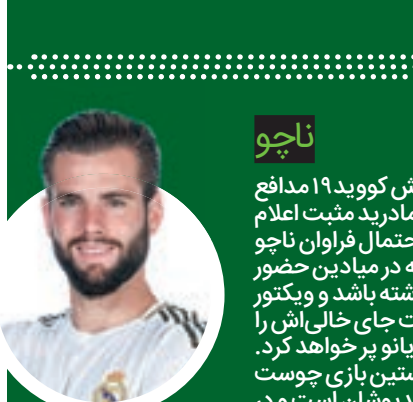 ناچو
ش کووید۱۹ مدافع
مادرید مثبت اعلام
حتمال فراوان ناچو
ه در میادین حضور
شته باشد و ویکتور
ت جای خالی‌اش را
یانو پر خواهد کرد.
ستین بازی چوست